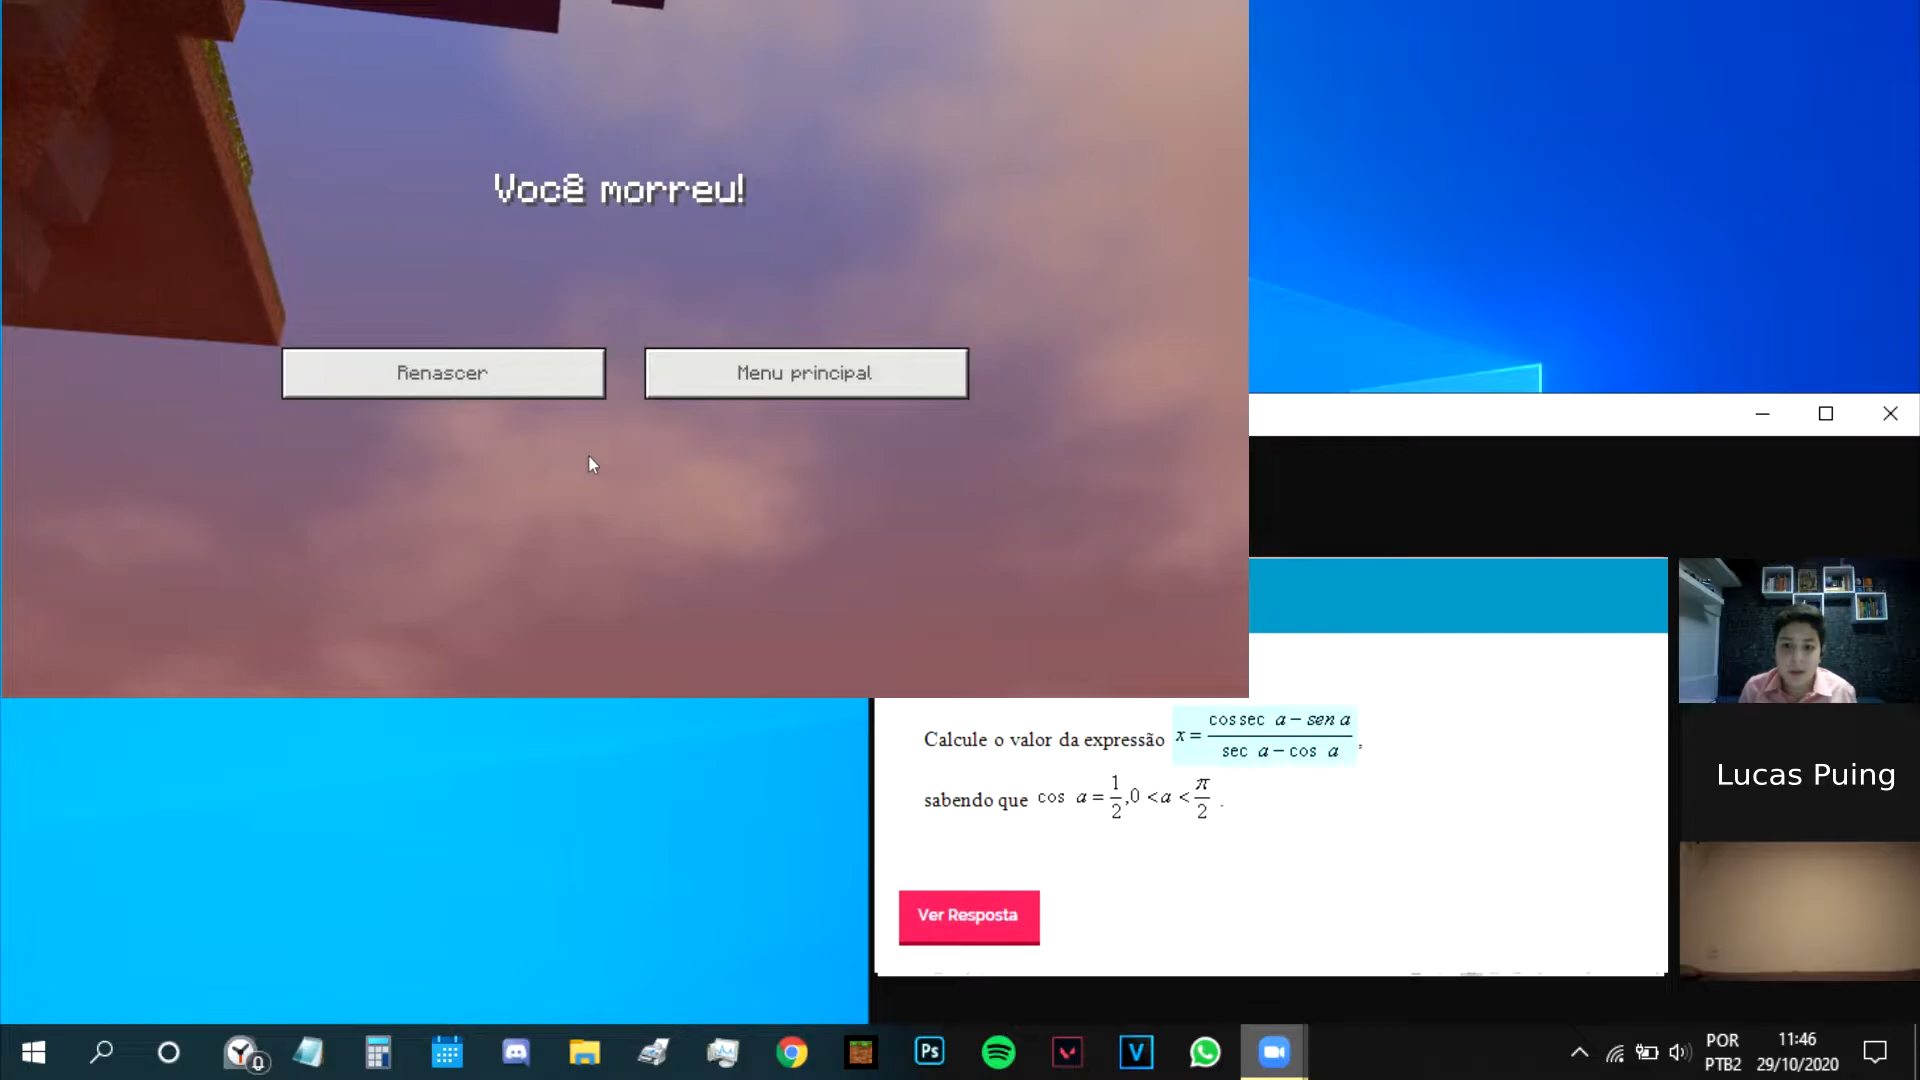 Você morreu!
Renascer
Menu principal
Calcule o valor da expressão x = cossec a − sen a / sec a − cos a ,
sabendo que cos a = 1/2 , 0 < a < π/2 .
Ver Resposta
Lucas Puing
Ps
V
POR
PTB2
11:46
29/10/2020